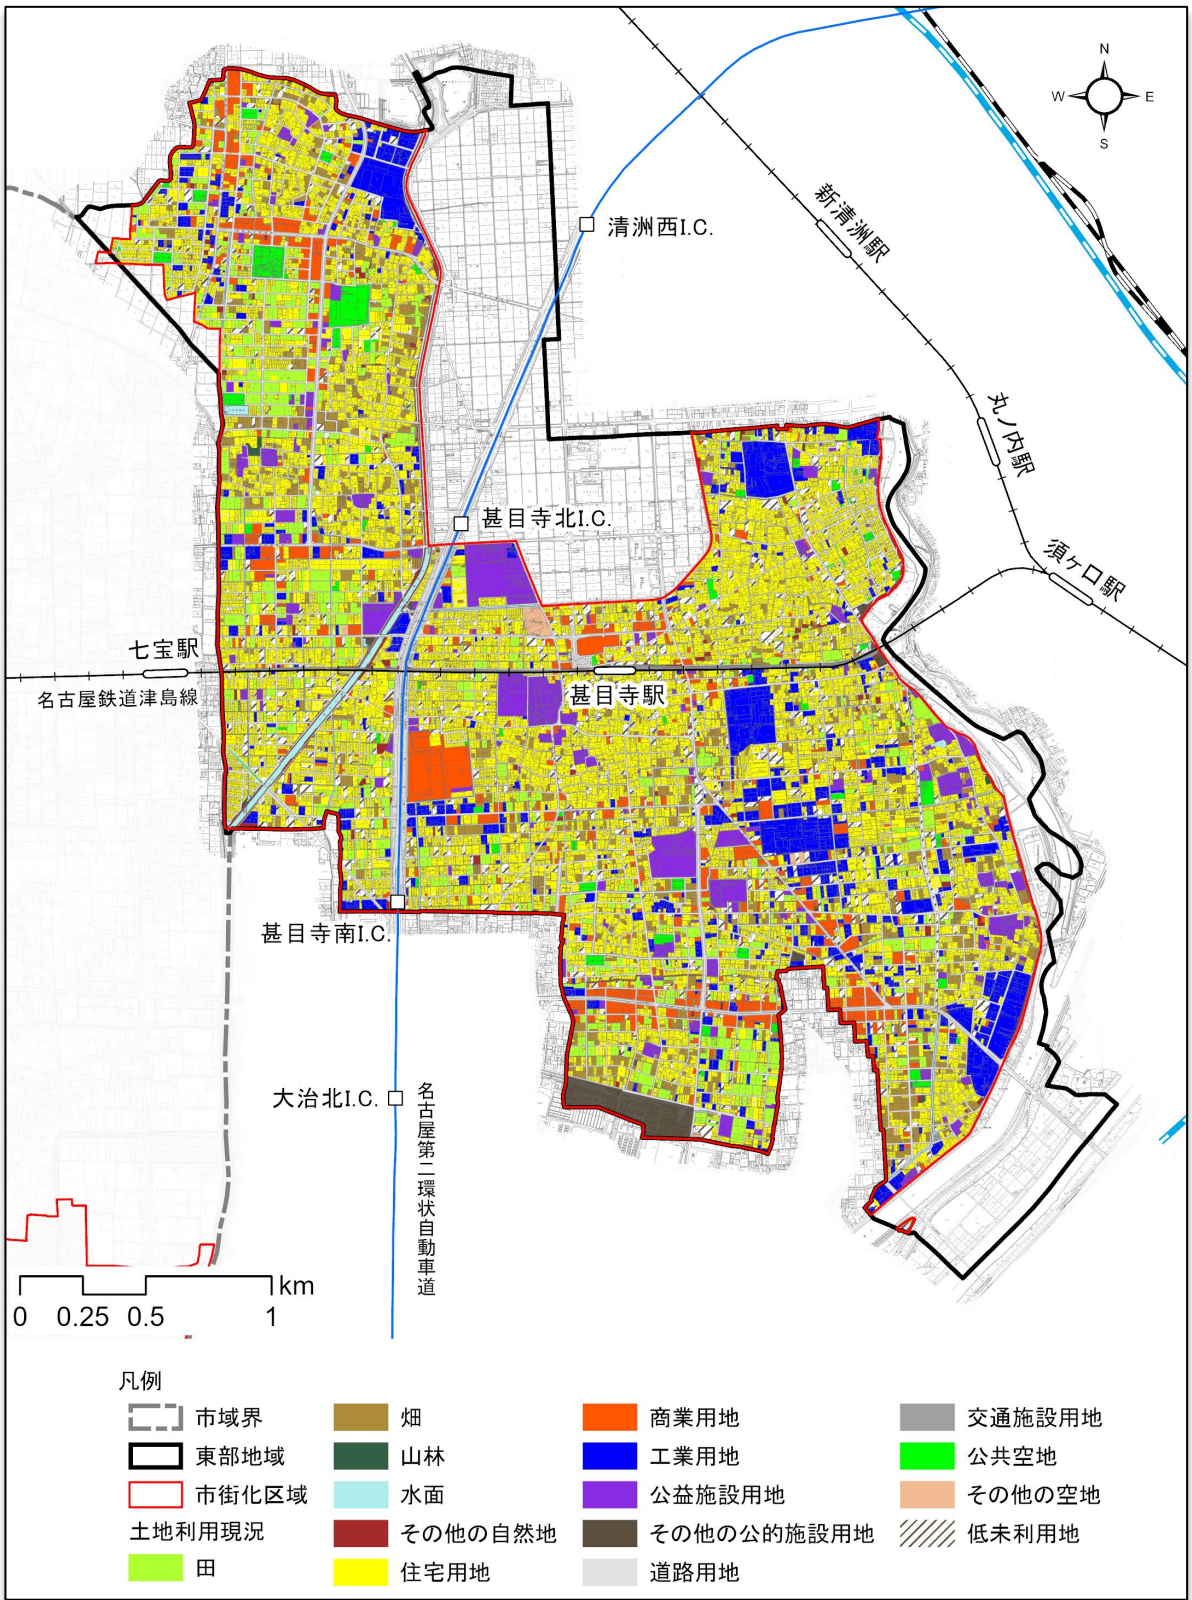 N
W
E
S
新清洲駅
清洲西I.C.
丸ノ内駅
甚目寺北I.C.
須ヶ口駅
七宝駅
名古屋鉄道津島線
甚目寺駅
甚目寺南I.C.
大治北I.C.
名古屋第二環状自動車道
km
0 0.25 0.5 1
凡例
市域界
東部地域
市街化区域
土地利用現況
田
畑
山林
水面
その他の自然地
住宅用地
商業用地
工業用地
公益施設用地
その他の公的施設用地
道路用地
交通施設用地
公共空地
その他の空地
低未利用地